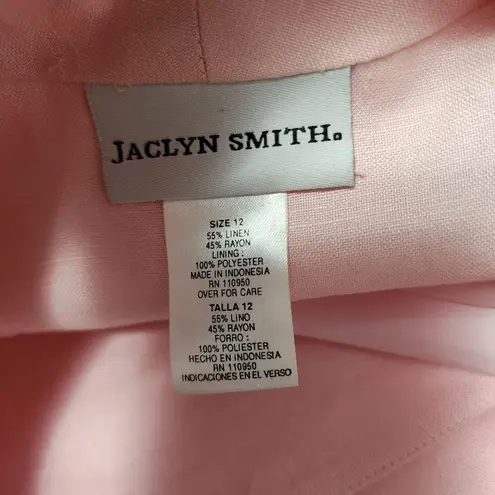 JACLYN SMITH.
SIZE 12
55% LINEN
45% RAYON
LINING :
100% POLYESTER
MADE IN INDONESIA
RN 110950
OVER FOR CARE
TALLA 12
55% LINO
45% RAYON
FORRO :
100% POLIESTER
HECHO EN INDONESIA
RN 110950
INDICACIONES EN EL VERSO